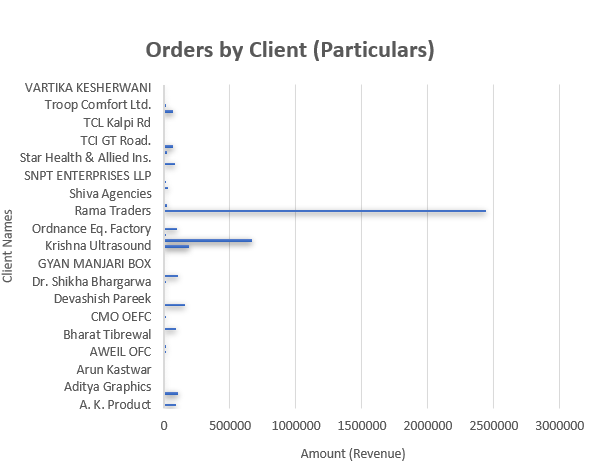 Orders by Client (Particulars)
VARTIKA KESHERWANI
Troop Comfort Ltd.
TCL Kalpi Rd
TCI GT Road.
Star Health & Allied Ins.
SNPT ENTERPRISES LLP
Shiva Agencies
Rama Traders
Ordnance Eq. Factory
Krishna Ultrasound
GYAN MANJARI BOX
Dr. Shikha Bhargarwa
Devashish Pareek
CMO OEFC
Bharat Tibrewal
AWEIL OFC
Arun Kastwar
Aditya Graphics
A. K. Product
Client Names
0 500000 1000000 1500000 2000000 2500000 3000000
Amount (Revenue)